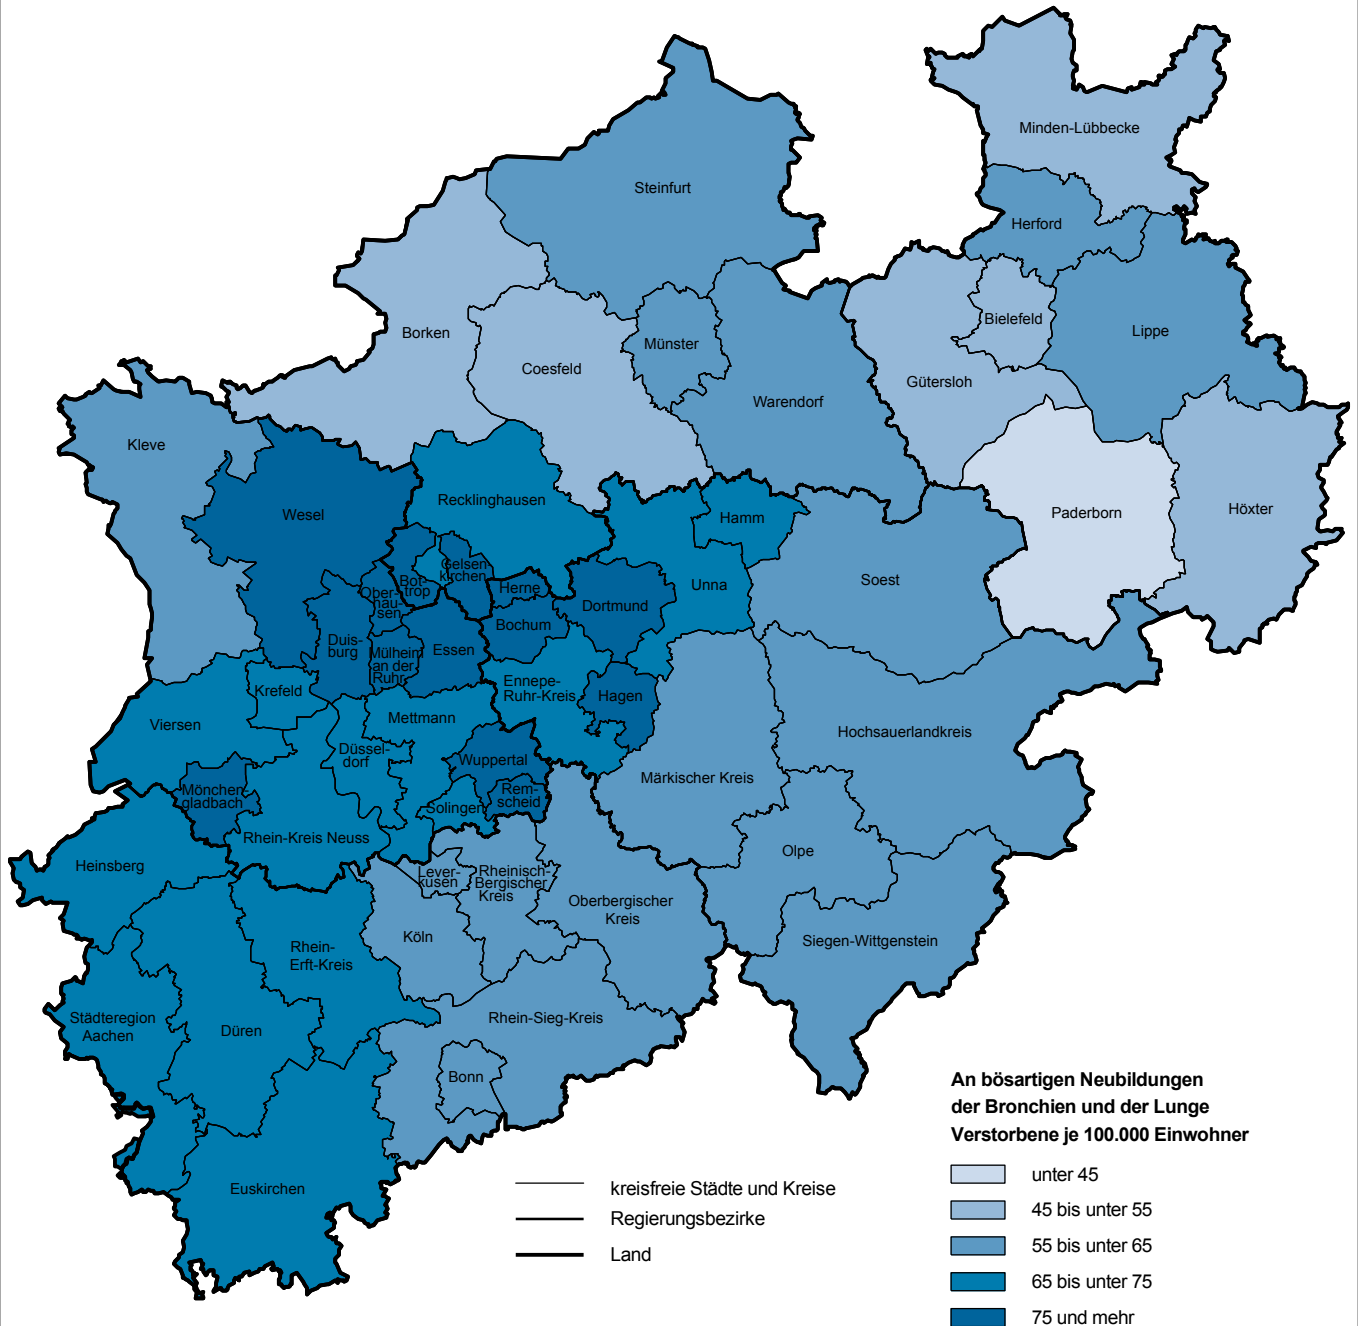 Minden-Lübbecke
Steinfurt
Herford
Bielefeld
Lippe
Borken
Münster
Coesfeld
Gütersloh
Warendorf
Kleve
Recklinghausen
Wesel
Hamm
Paderborn
Höxter
Gelsen-
kirchen
Bot-
trop
Soest
Unna
Herne
Ober-
hau-
sen
Dortmund
Bochum
Duis-
burg
Essen
Mülheim
an der
Ruhr
Ennepe-
Ruhr-Kreis
Krefeld
Hagen
Viersen
Mettmann
Hochsauerlandkreis
Düssel-
dorf
Wuppertal
Märkischer Kreis
Mönchen
gladbach
Rem-
scheid
Solingen
Rhein-Kreis Neuss
Olpe
Heinsberg
Lever-
kusen
Rheinisch-
Bergischer
Kreis
Oberbergischer
Kreis
Köln
Siegen-Wittgenstein
Rhein-
Erft-Kreis
Städteregion
Aachen
Düren
Rhein-Sieg-Kreis
Bonn
Euskirchen
kreisfreie Städte und Kreise
Regierungsbezirke
Land
An bösartigen Neubildungen
der Bronchien und der Lunge
Verstorbene je 100.000 Einwohner
unter 45
45 bis unter 55
55 bis unter 65
65 bis unter 75
75 und mehr